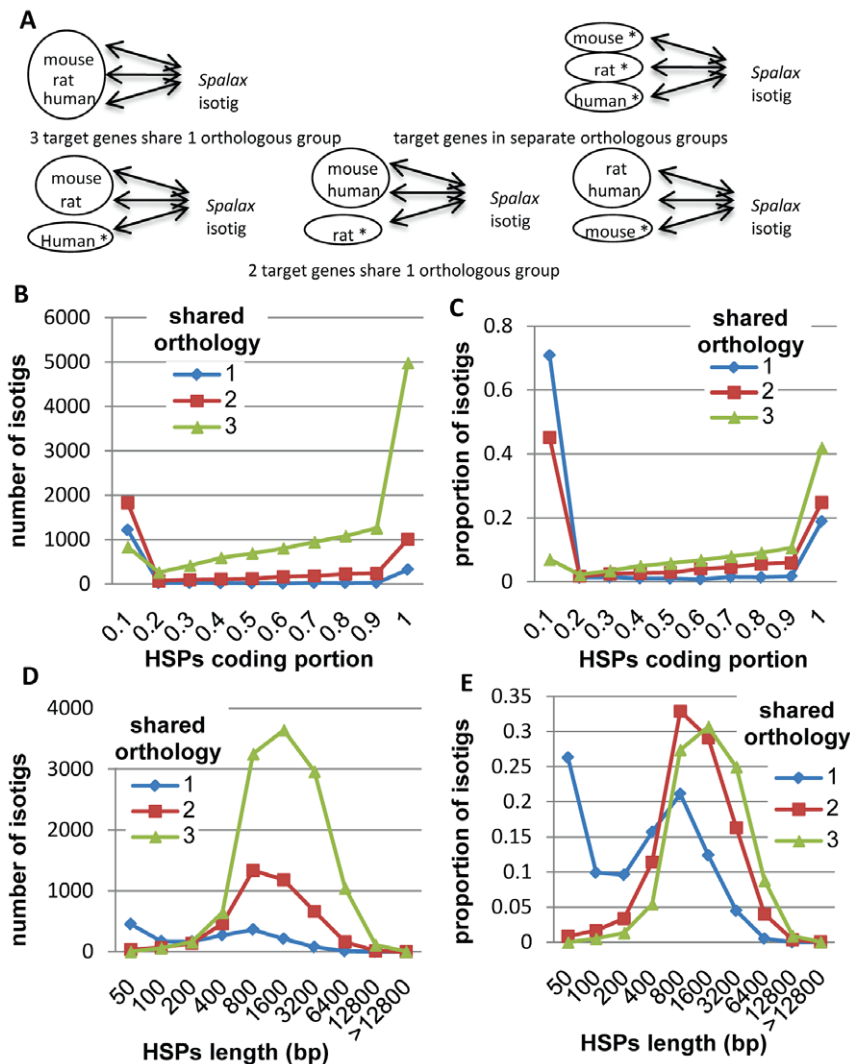 A
mouse
rat
human
Spalax
isotig
mouse *
rat *
human *
Spalax
isotig
3 target genes share 1 orthologous group
target genes in separate orthologous groups
mouse
rat
Human *
Spalax
isotig
mouse
human
rat *
Spalax
isotig
rat
human
mouse *
Spalax
isotig
2 target genes share 1 orthologous group
B
number of isotigs
6000
5000
4000
3000
2000
1000
0
shared
orthology
1
2
3
0.1 0.2 0.3 0.4 0.5 0.6 0.7 0.8 0.9 1
HSPs coding portion
C
proportion of isotigs
0.8
0.6
0.4
0.2
0
shared
orthology
1
2
3
0.1 0.2 0.3 0.4 0.5 0.6 0.7 0.8 0.9 1
HSPs coding portion
D
number of isotigs
4000
3000
2000
1000
0
shared
orthology
1
2
3
50 100 200 400 800 1600 3200 6400 12800 >12800
HSPs length (bp)
E
proportion of isotigs
0.35
0.3
0.25
0.2
0.15
0.1
0.05
0
shared
orthology
1
2
3
50 100 200 400 800 1600 3200 6400 12800 >12800
HSPs length (bp)